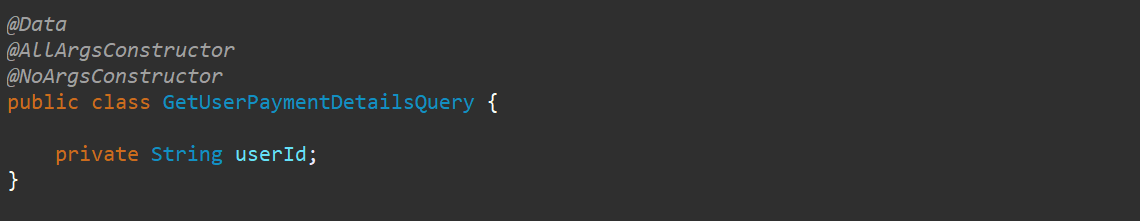 @Data
@AllArgsConstructor
@NoArgsConstructor
public class GetUserPaymentDetailsQuery {
private String userId;
}